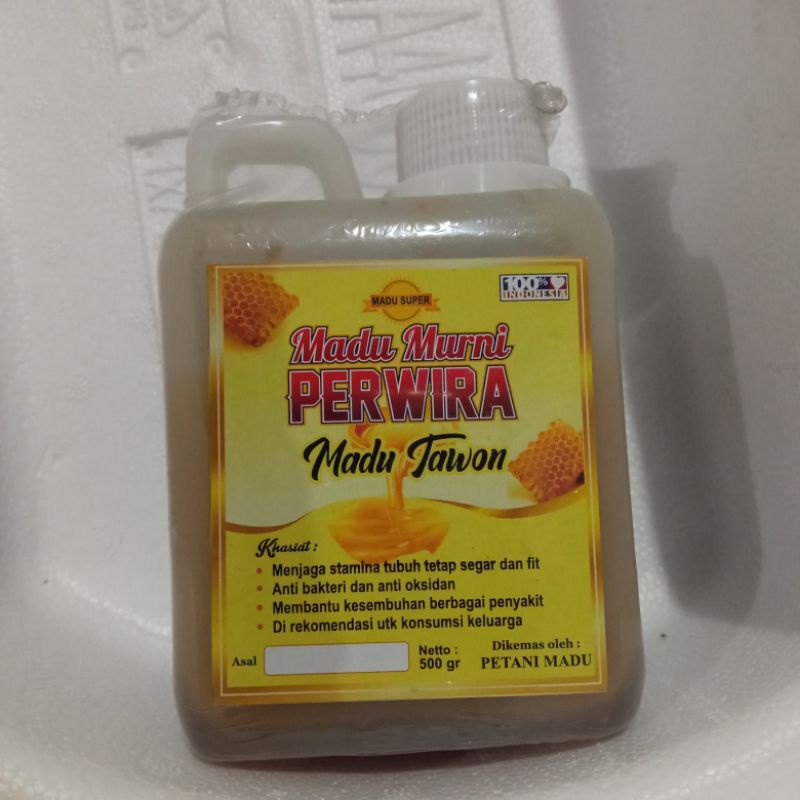 MADU SUPER
100%
INDONESIA
Madu Murni
PERWIRA
Madu Tawon
Khasiat :
• Menjaga stamina tubuh tetap segar dan fit
• Anti bakteri dan anti oksidan
• Membantu kesembuhan berbagai penyakit
• Di rekomendasi utk konsumsi keluarga
Asal
Netto :
500 gr
Dikemas oleh :
PETANI MADU